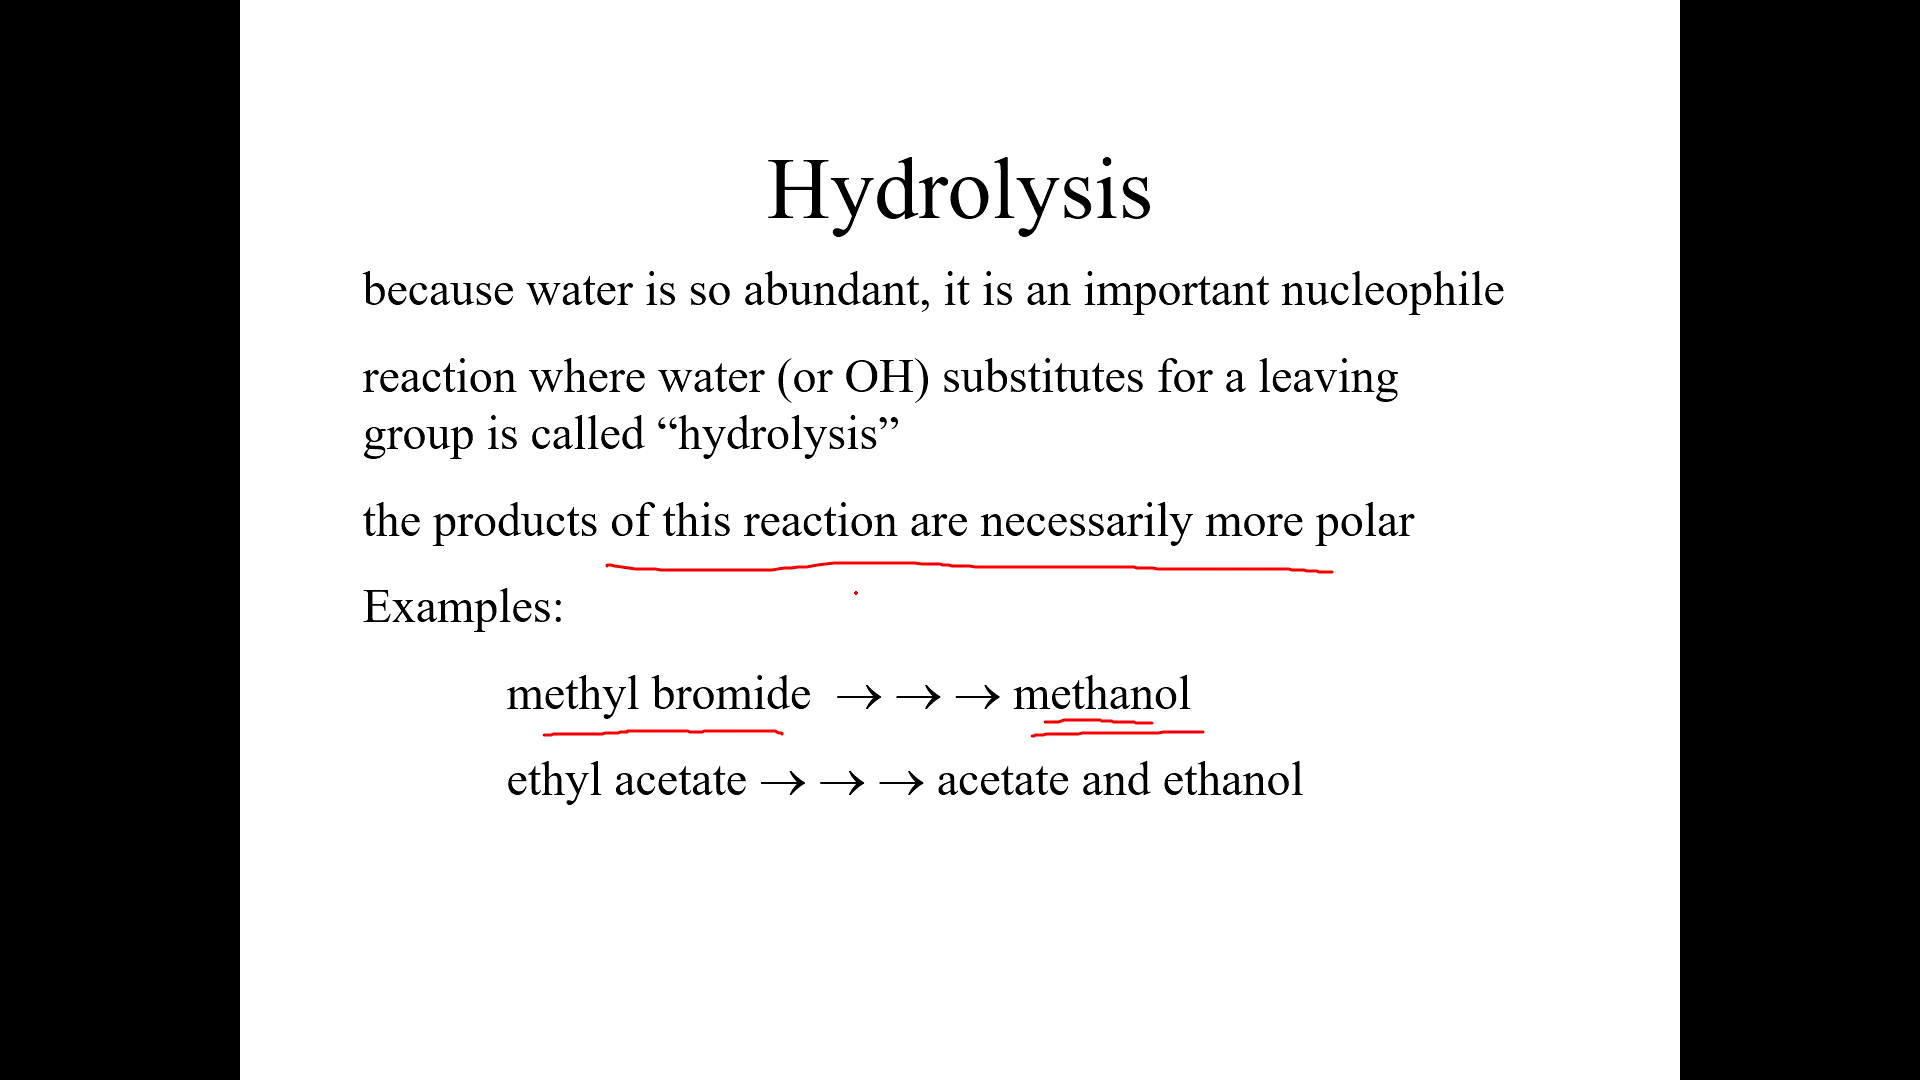 Hydrolysis
because water is so abundant, it is an important nucleophile
reaction where water (or OH) substitutes for a leaving
group is called “hydrolysis”
the products of this reaction are necessarily more polar
Examples:
methyl bromide → → → methanol
ethyl acetate → → → acetate and ethanol